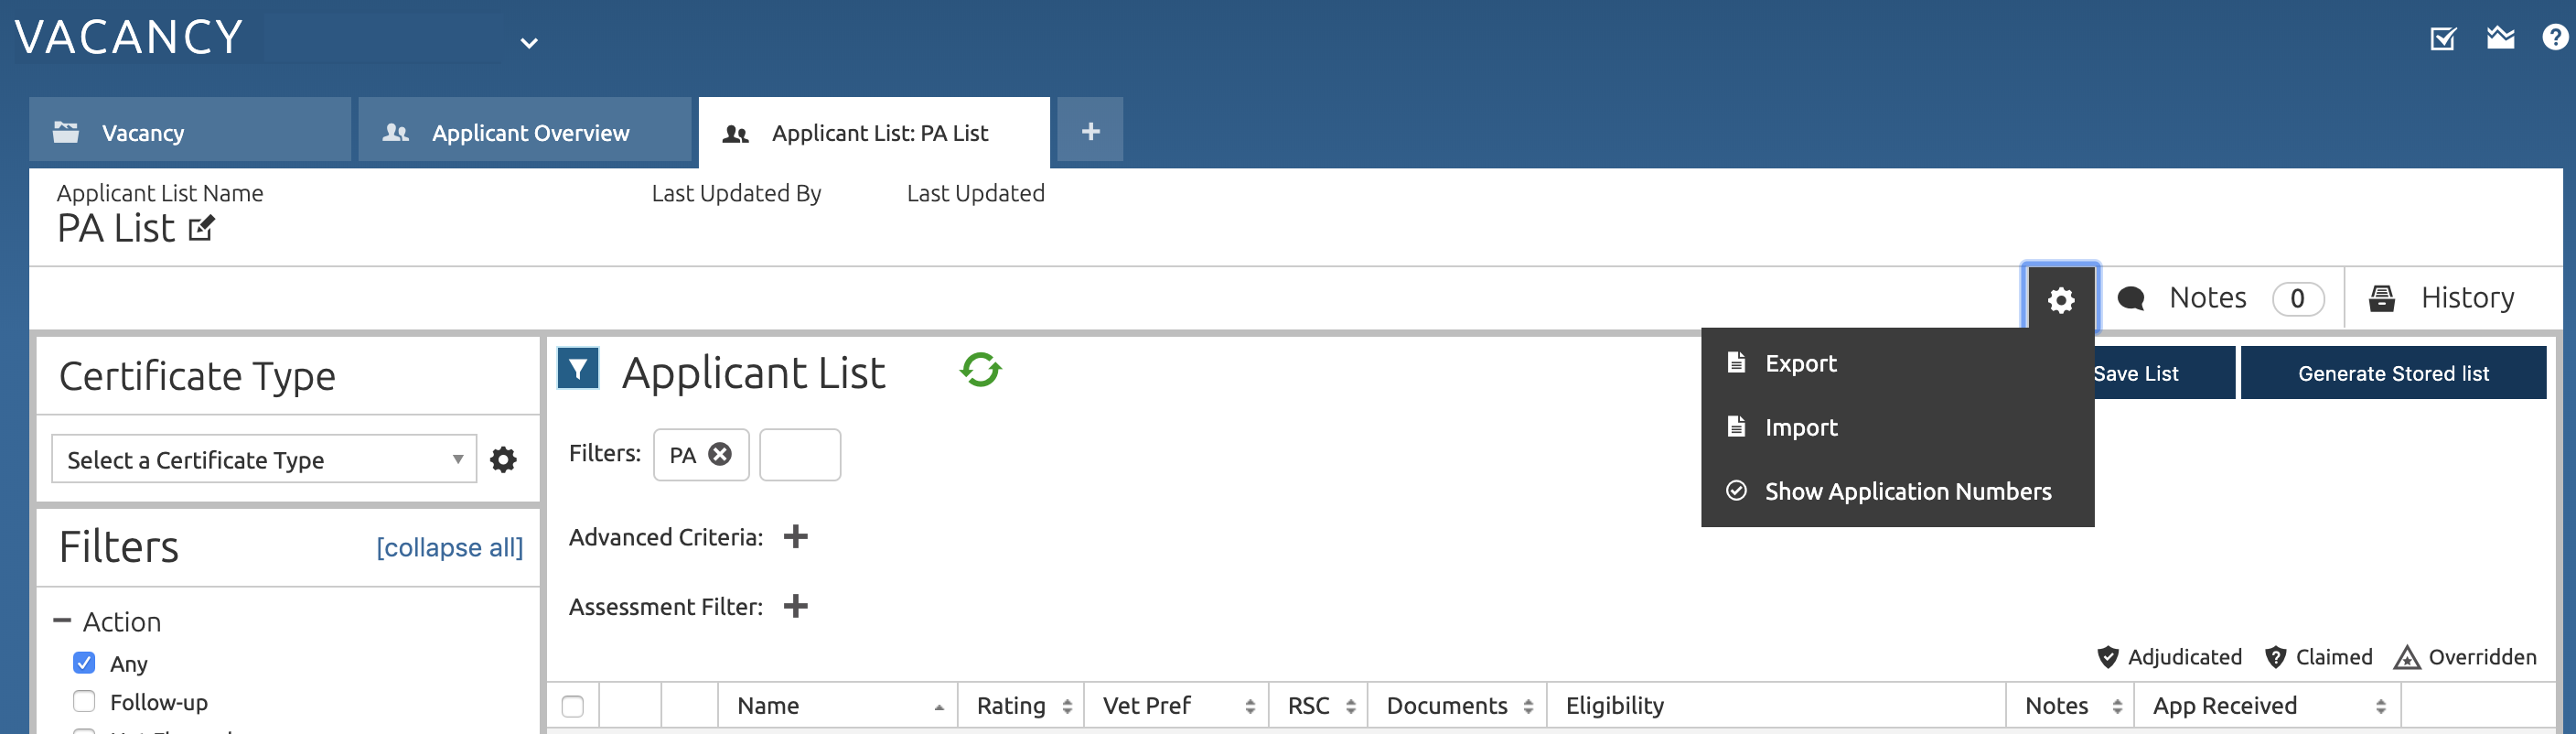 VACANCY
Vacancy
Applicant Overview
Applicant List: PA List
+
Applicant List Name
Last Updated By
Last Updated
PA List
Notes 0
History
Export
Import
Show Application Numbers
Certificate Type
Select a Certificate Type
Applicant List
Save List
Generate Stored list
Filters: PA
Advanced Criteria:
Assessment Filter:
Filters
[collapse all]
Action
Any
Follow-up
Adjudicated
Claimed
Overridden
Name
Rating
Vet Pref
RSC
Documents
Eligibility
Notes
App Received